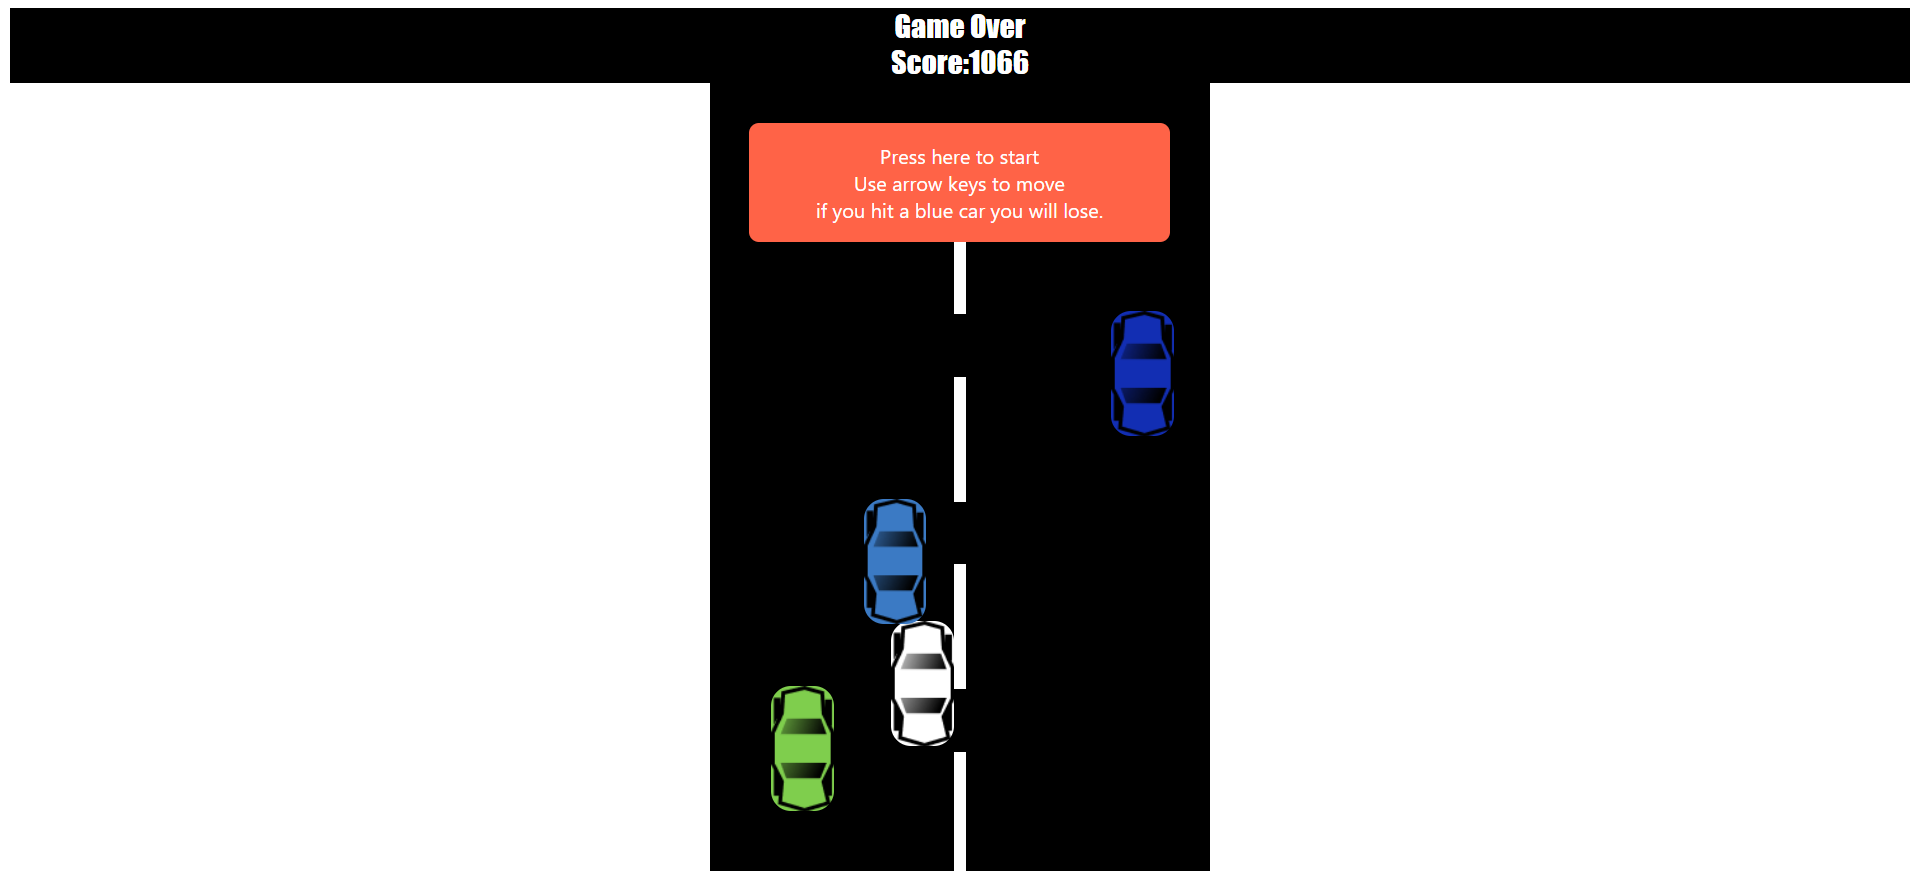 Game Over
Score:1066
Press here to start
Use arrow keys to move
if you hit a blue car you will lose.